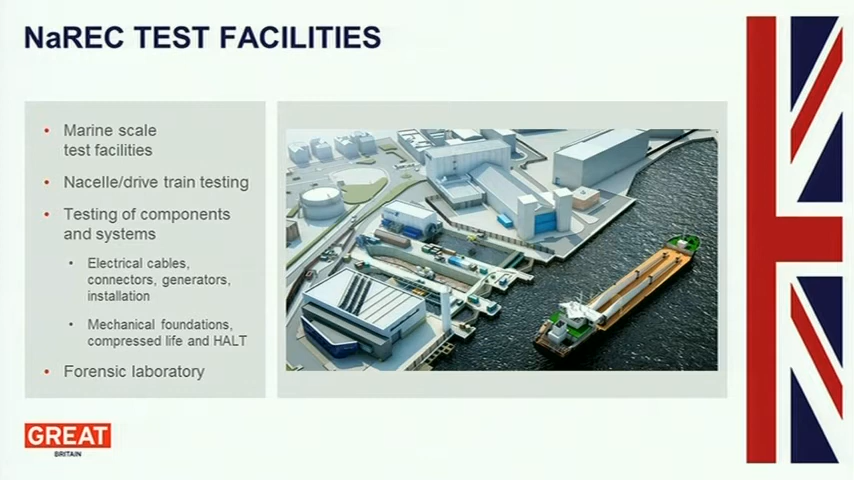 NaREC TEST FACILITIES
• Marine scale
test facilities
• Nacelle/drive train testing
• Testing of components
and systems
• Electrical cables,
connectors, generators,
installation
• Mechanical foundations,
compressed life and HALT
• Forensic laboratory
GREAT
BRITAIN